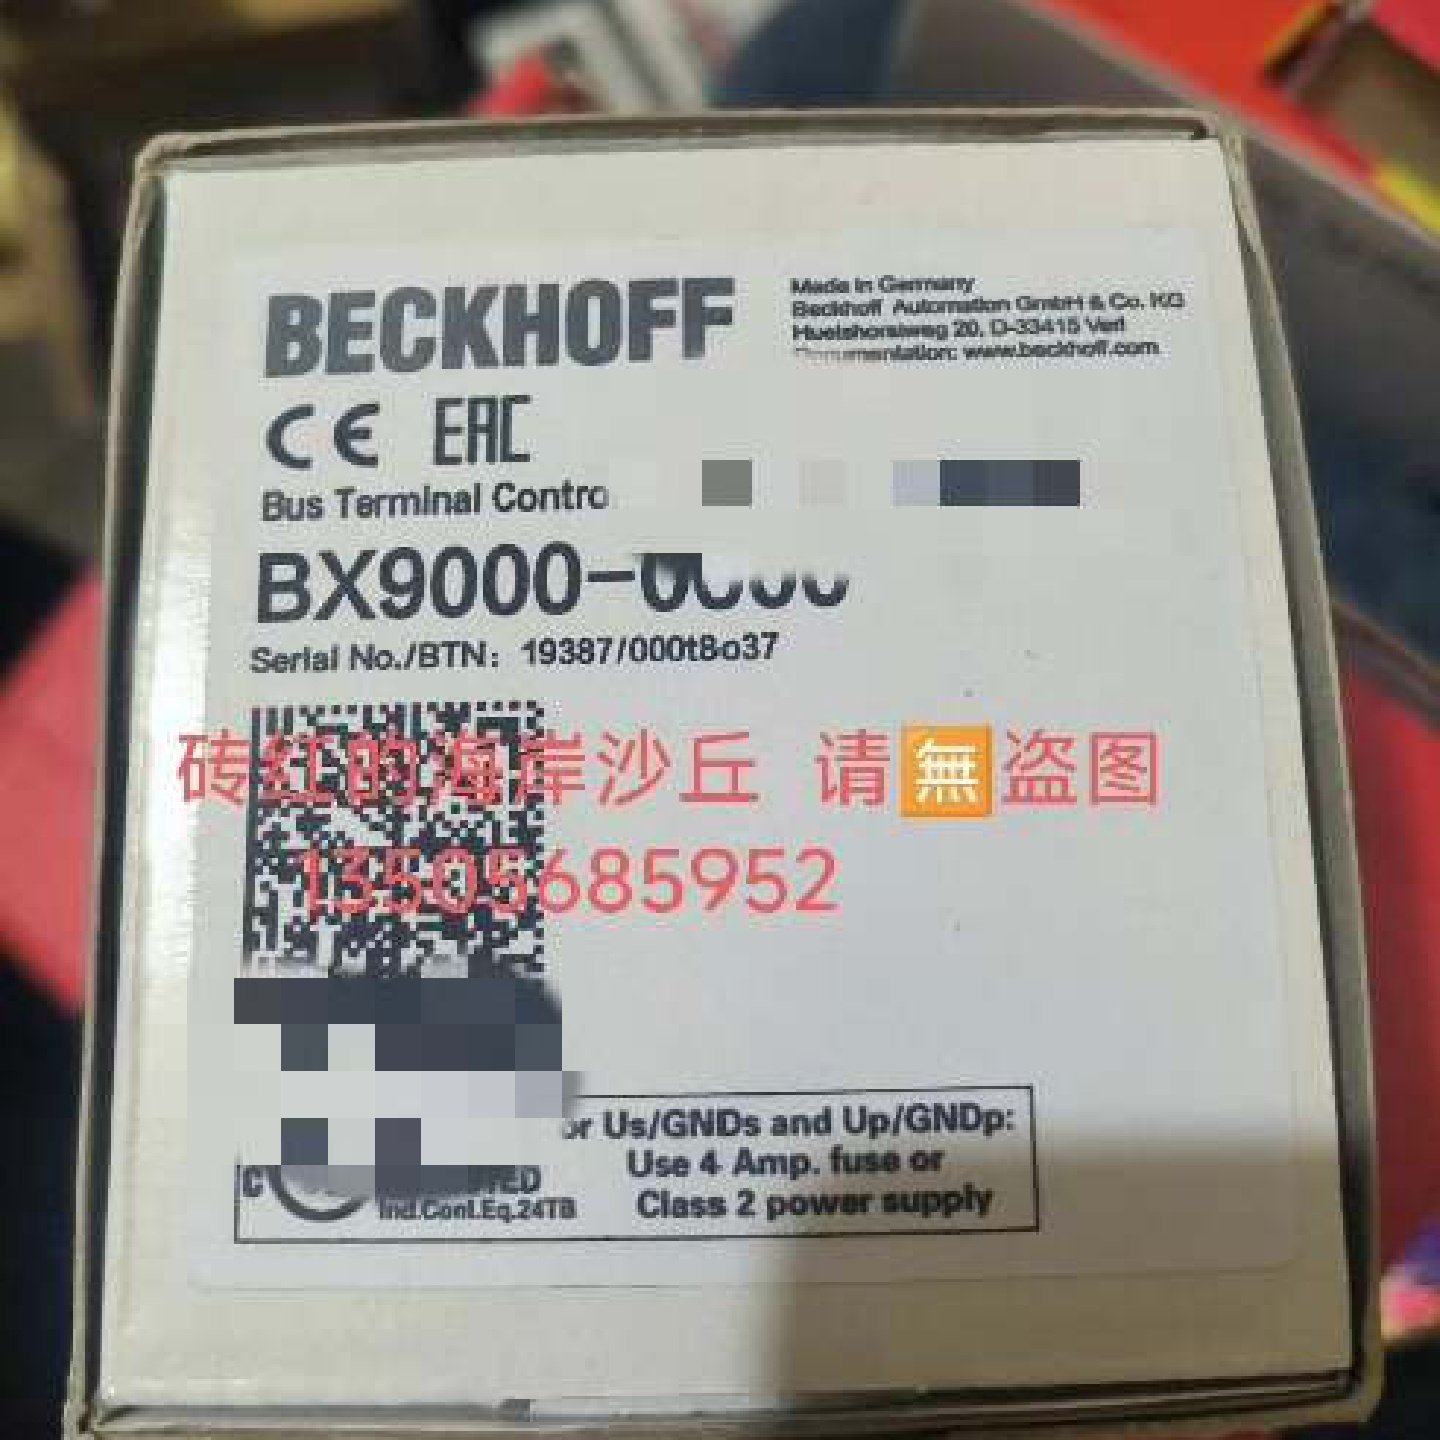 BECKHOFF
Made in Germany
Beckhoff Automation GmbH & Co. KG
Huelshorstweg 20, D-33415 Verl
www.beckhoff.com
CE EAC
Bus Terminal Contro
BX9000-0000
Serial No./BTN: 19387/000t8o37
砖红的海岸沙丘 请🈚盗图
13505685952
or Us/GNDs and Up/GNDp:
Use 4 Amp. fuse or
Class 2 power supply
C
Ind.Cont.Eq.24TB